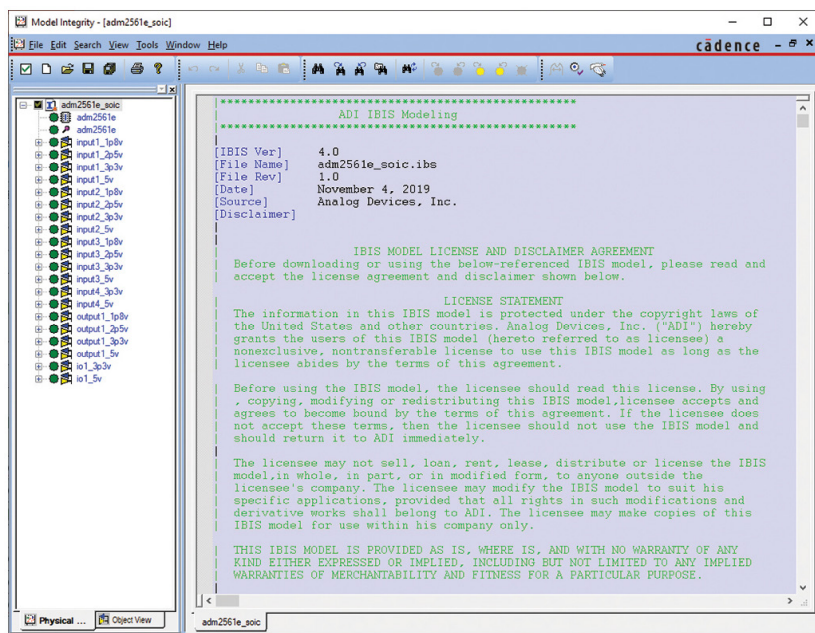 Model Integrity - [adm2561e_soic]
File Edit Search View Tools Window Help
cādence
adm2561e_soic
adm2561e
adm2561e
input1_1p8v
input1_2p5v
input1_3p3v
input1_5v
input2_1p8v
input2_2p5v
input2_3p3v
input2_5v
input3_1p8v
input3_2p5v
input3_3p3v
input3_5v
input4_3p3v
input4_5v
output1_1p8v
output1_2p5v
output1_3p3v
output1_5v
io1_3p3v
io1_5v
Physical ... Object View
|***************************************************
| ADI IBIS Modeling
|***************************************************
|
[IBIS Ver] 4.0
[File Name] adm2561e_soic.ibs
[File Rev] 1.0
[Date] November 4, 2019
[Source] Analog Devices, Inc.
[Disclaimer]
|
|
| IBIS MODEL LICENSE AND DISCLAIMER AGREEMENT
| Before downloading or using the below-referenced IBIS model, please read and
| accept the license agreement and disclaimer shown below.
|
| LICENSE STATEMENT
| The information in this IBIS model is protected under the copyright laws of
| the United States and other countries. Analog Devices, Inc. ("ADI") hereby
| grants the users of this IBIS model (hereto referred to as licensee) a
| nonexclusive, nontransferable license to use this IBIS model as long as the
| licensee abides by the terms of this agreement.
|
| Before using the IBIS model, the licensee should read this license. By using
| , copying, modifying or redistributing this IBIS model,licensee accepts and
| agrees to become bound by the terms of this agreement. If the licensee does
| not accept these terms, then the licensee should not use the IBIS model and
| should return it to ADI immediately.
|
| The licensee may not sell, loan, rent, lease, distribute or license the IBIS
| model,in whole, in part, or in modified form, to anyone outside the
| licensee's company. The licensee may modify the IBIS model to suit his
| specific applications, provided that all rights in such modifications and
| derivative works shall belong to ADI. The licensee may make copies of this
| IBIS model for use within his company only.
|
| THIS IBIS MODEL IS PROVIDED AS IS, WHERE IS, AND WITH NO WARRANTY OF ANY
| KIND EITHER EXPRESSED OR IMPLIED, INCLUDING BUT NOT LIMITED TO ANY IMPLIED
| WARRANTIES OF MERCHANTABILITY AND FITNESS FOR A PARTICULAR PURPOSE.
|
adm2561e_soic